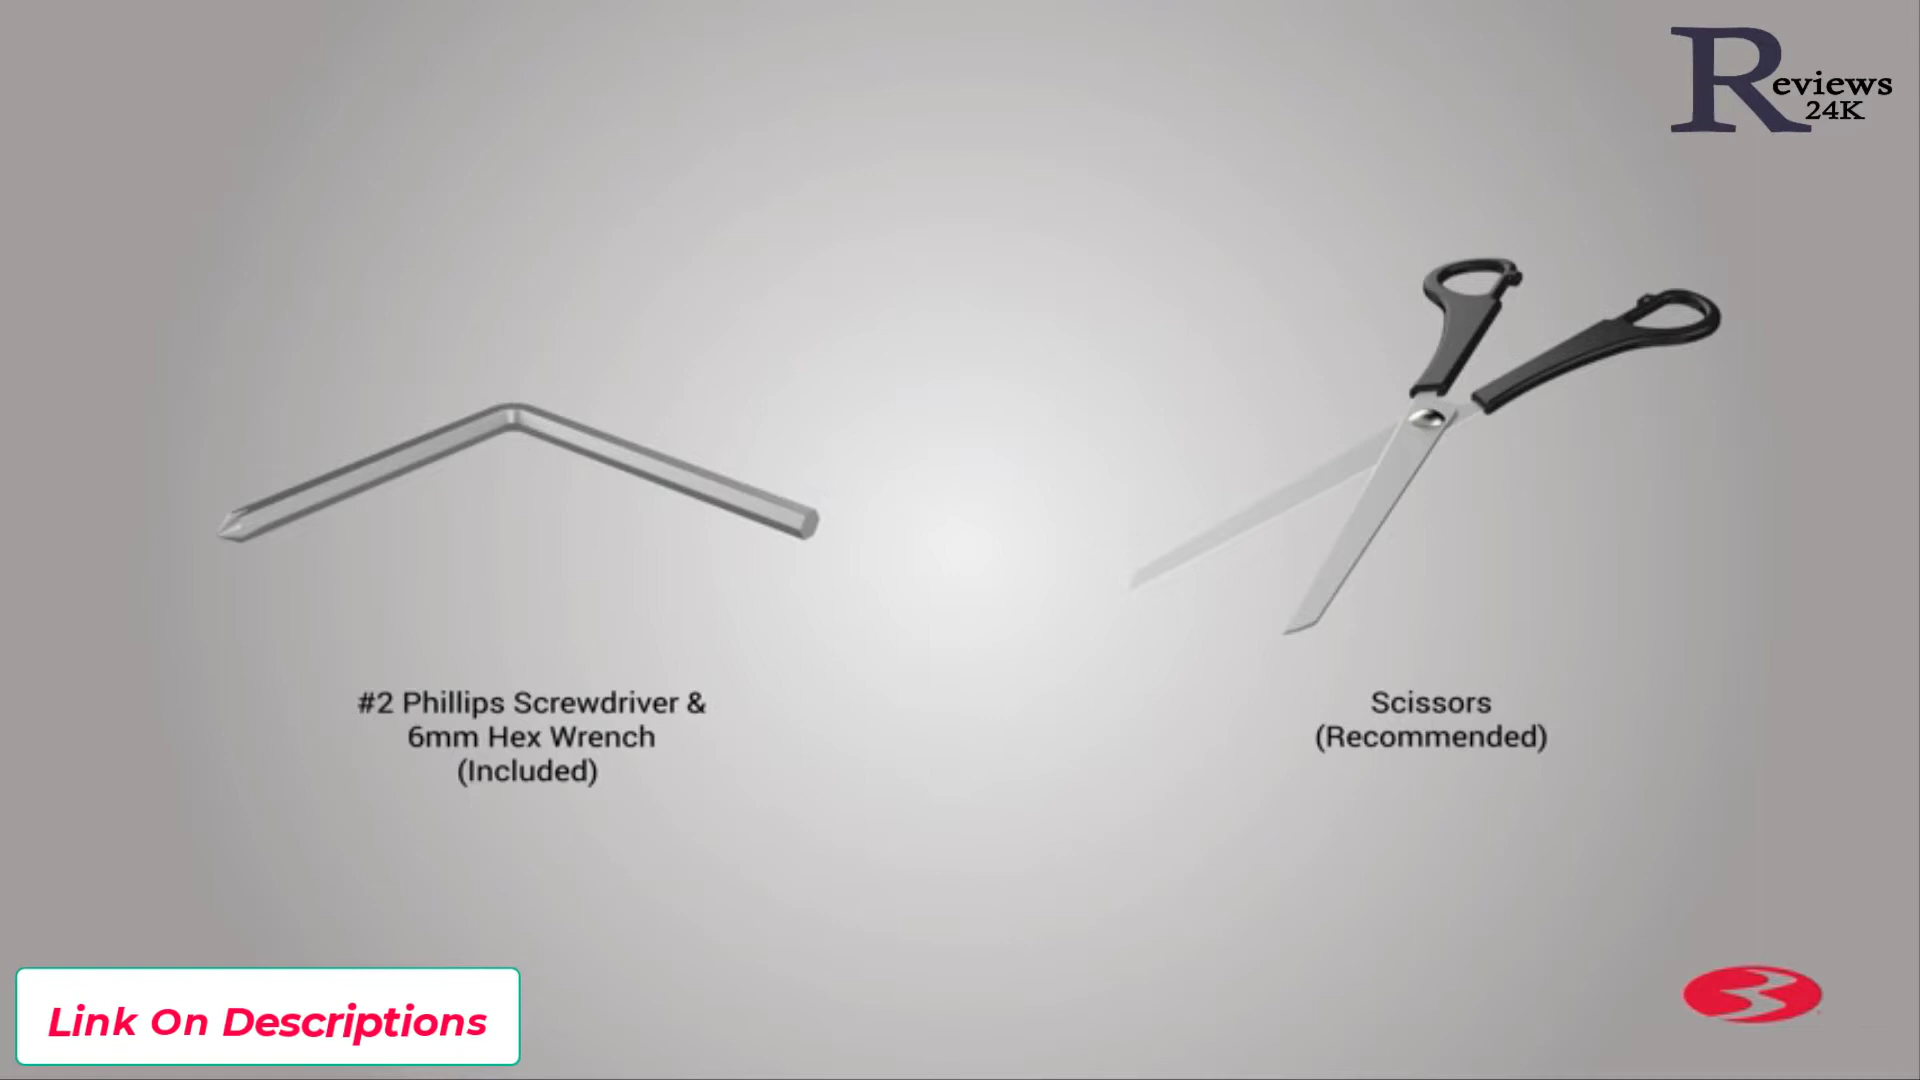 Reviews
24K
#2 Phillips Screwdriver &
6mm Hex Wrench
(Included)
Scissors
(Recommended)
Link On Descriptions